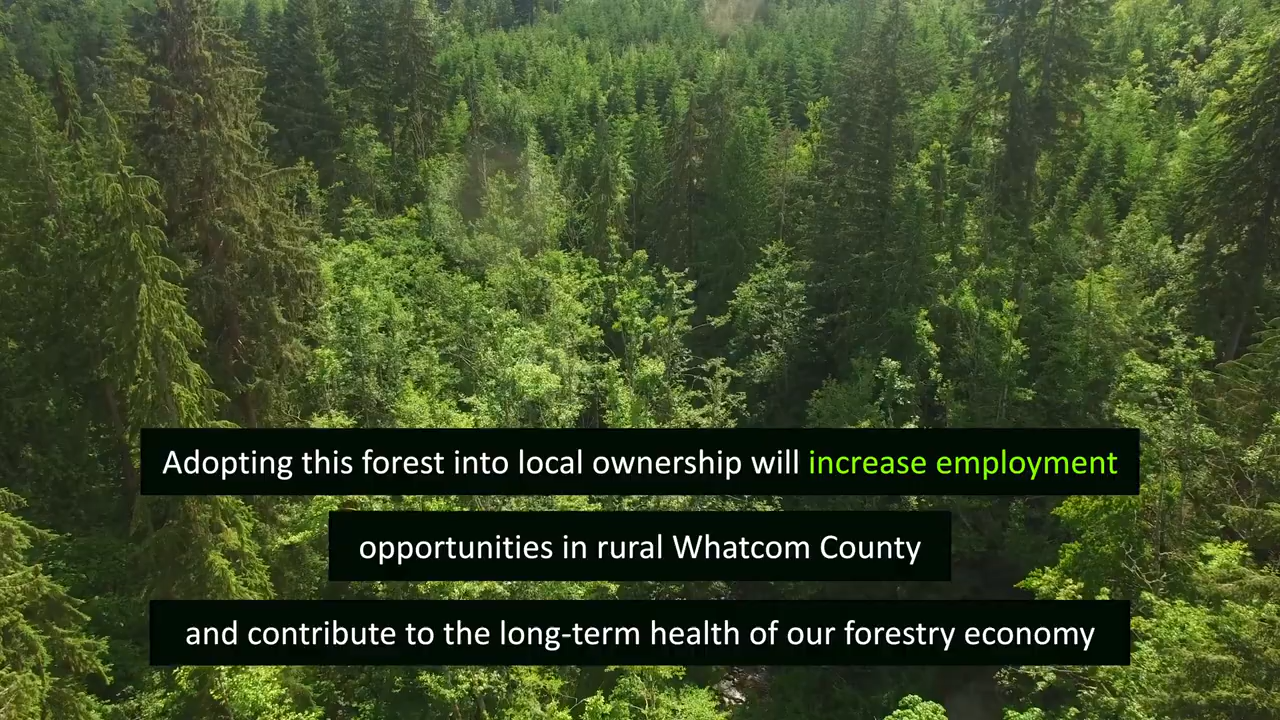 Adopting this forest into local ownership will increase employment
opportunities in rural Whatcom County
and contribute to the long-term health of our forestry economy